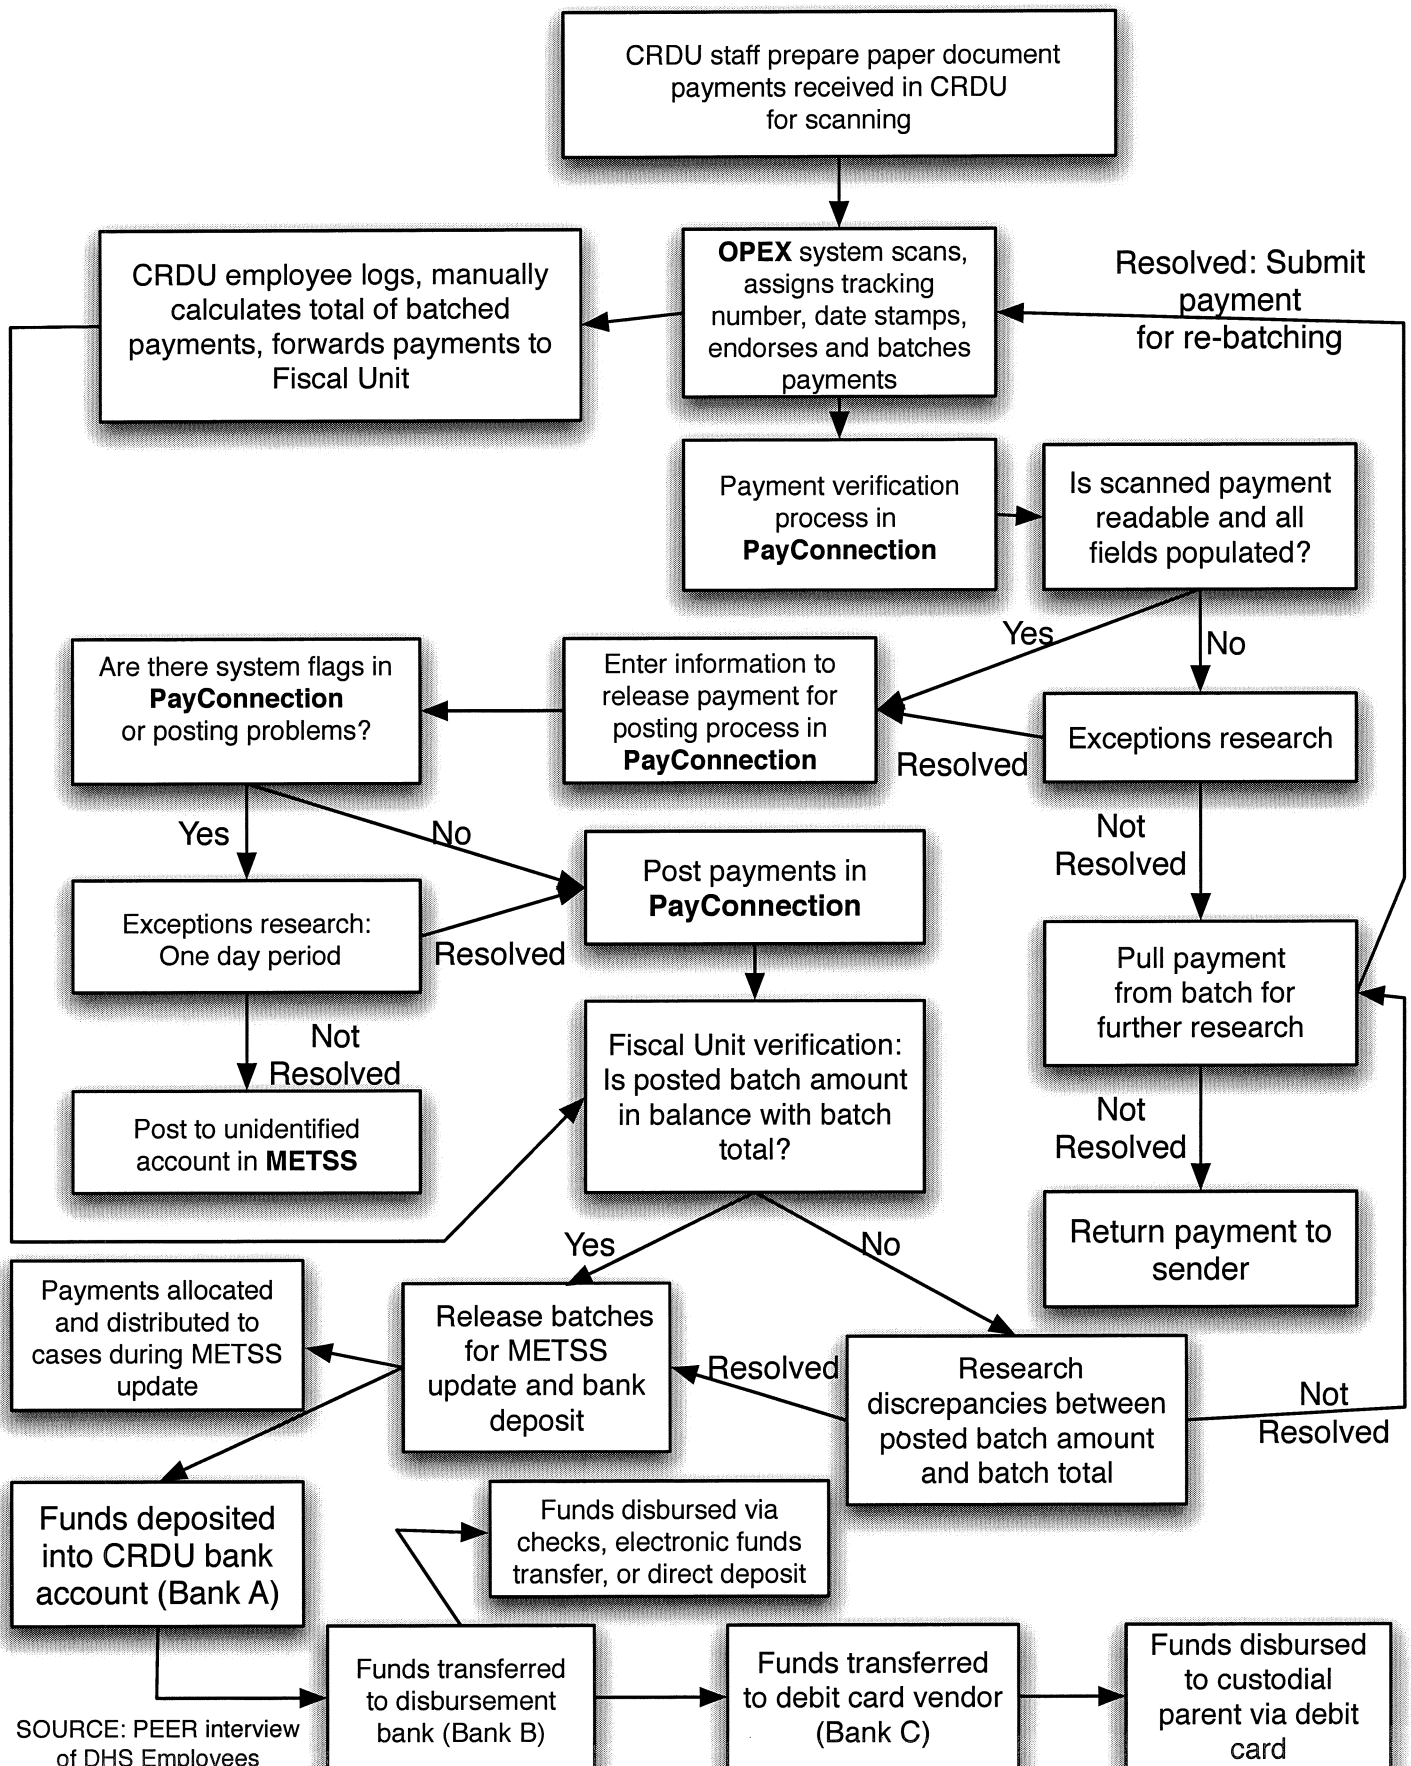 CRDU staff prepare paper document
payments received in CRDU
for scanning
CRDU employee logs, manually
calculates total of batched
payments, forwards payments to
Fiscal Unit
OPEX system scans,
assigns tracking
number, date stamps,
endorses and batches
payments
Resolved: Submit
payment
for re-batching
Payment verification
process in
PayConnection
Is scanned payment
readable and all
fields populated?
Yes
No
Are there system flags in
PayConnection
or posting problems?
Enter information to
release payment for
posting process in
PayConnection
Resolved
Exceptions research
Yes
No
Not
Resolved
Post payments in
PayConnection
Exceptions research:
One day period
Resolved
Pull payment
from batch for
further research
Not
Resolved
Fiscal Unit verification:
Is posted batch amount
in balance with batch
total?
Not
Resolved
Post to unidentified
account in METSS
Return payment to
sender
Yes
No
Payments allocated
and distributed to
cases during METSS
update
Release batches
for METSS
update and bank
deposit
Resolved
Research
discrepancies between
posted batch amount
and batch total
Not
Resolved
Funds deposited
into CRDU bank
account (Bank A)
Funds disbursed via
checks, electronic funds
transfer, or direct deposit
Funds transferred
to disbursement
bank (Bank B)
Funds transferred
to debit card vendor
(Bank C)
Funds disbursed
to custodial
parent via debit
card
SOURCE: PEER interview
of DHS Employees